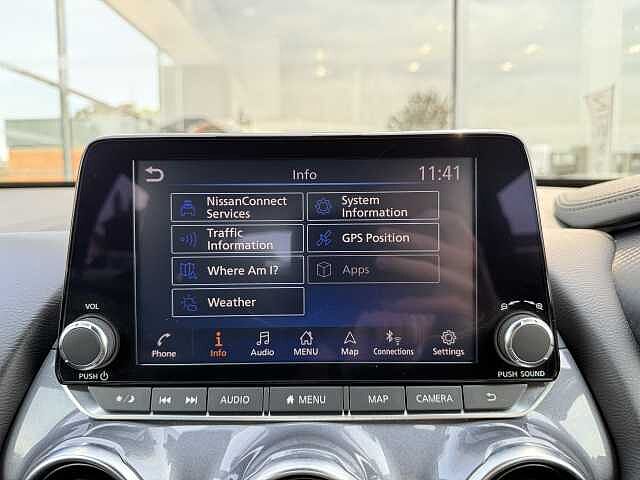 Info
11:41
NissanConnect
Services
System
Information
Traffic
Information
GPS Position
Where Am I?
Apps
Weather
VOL
PUSH
Phone
Info
Audio
MENU
Map
Connections
Settings
PUSH SOUND
AUDIO
MENU
MAP
CAMERA